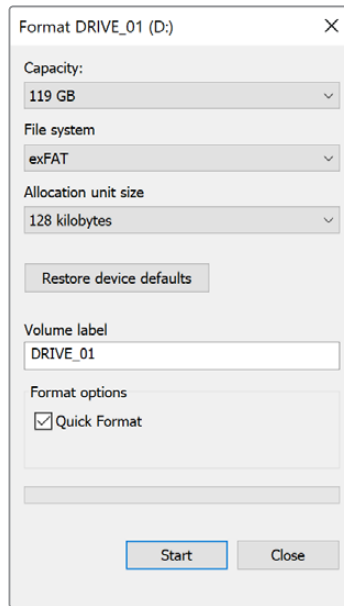 Format DRIVE_01 (D:)
Capacity:
119 GB
File system
exFAT
Allocation unit size
128 kilobytes
Restore device defaults
Volume label
DRIVE_01
Format options
Quick Format
Start Close